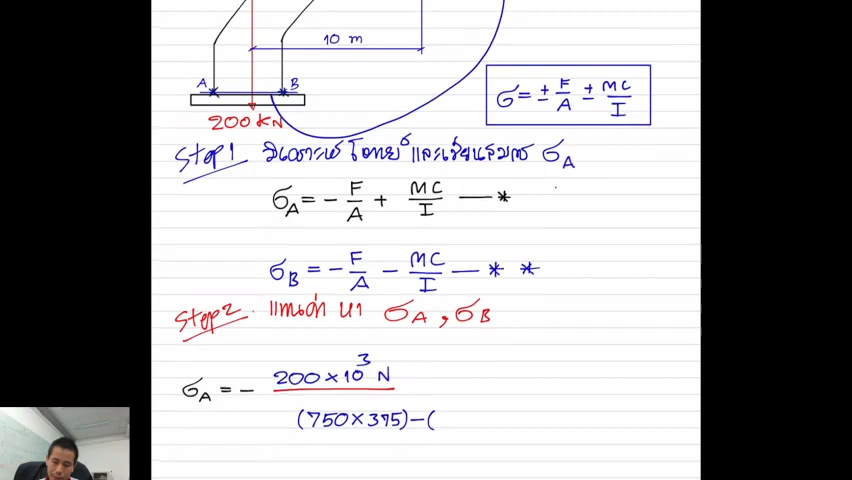 10 m
A B
200 KN
σ = ± F/A ± MC/I
Step1 วิเคราะห์โจทย์และเขียนสมการ σA
σA = - F/A + MC/I — *
σB = - F/A - MC/I — * *
Step2. แทนค่า หา σA , σB
σA = - 200×10³ N
(750×375)-(